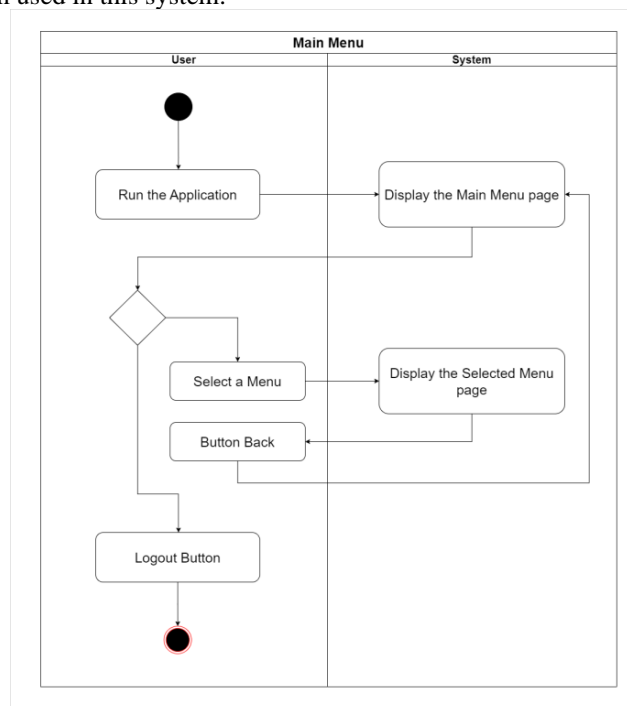 used in this system.
Main Menu
User
System
Run the Application
Display the Main Menu page
Select a Menu
Display the Selected Menu
page
Button Back
Logout Button